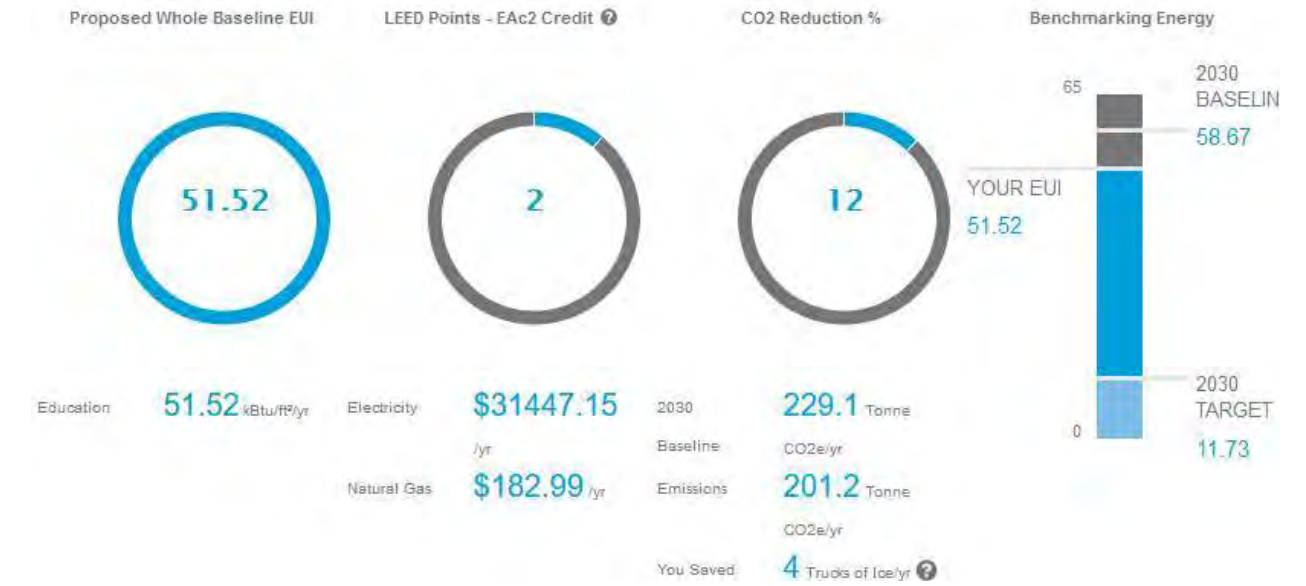 Proposed Whole Baseline EUI
51.52
Education 51.52 kBtu/ft²/yr
LEED Points - EAc2 Credit ?
2
Electricity $31447.15
/yr
Natural Gas $182.99 /yr
CO2 Reduction %
12
2030 229.1 Tonne
Baseline CO2e/yr
Emissions 201.2 Tonne
CO2e/yr
You Saved 4 Trucks of Ice/yr ?
Benchmarking Energy
65
2030
BASELIN
58.67
YOUR EUI
51.52
2030
TARGET
11.73
0